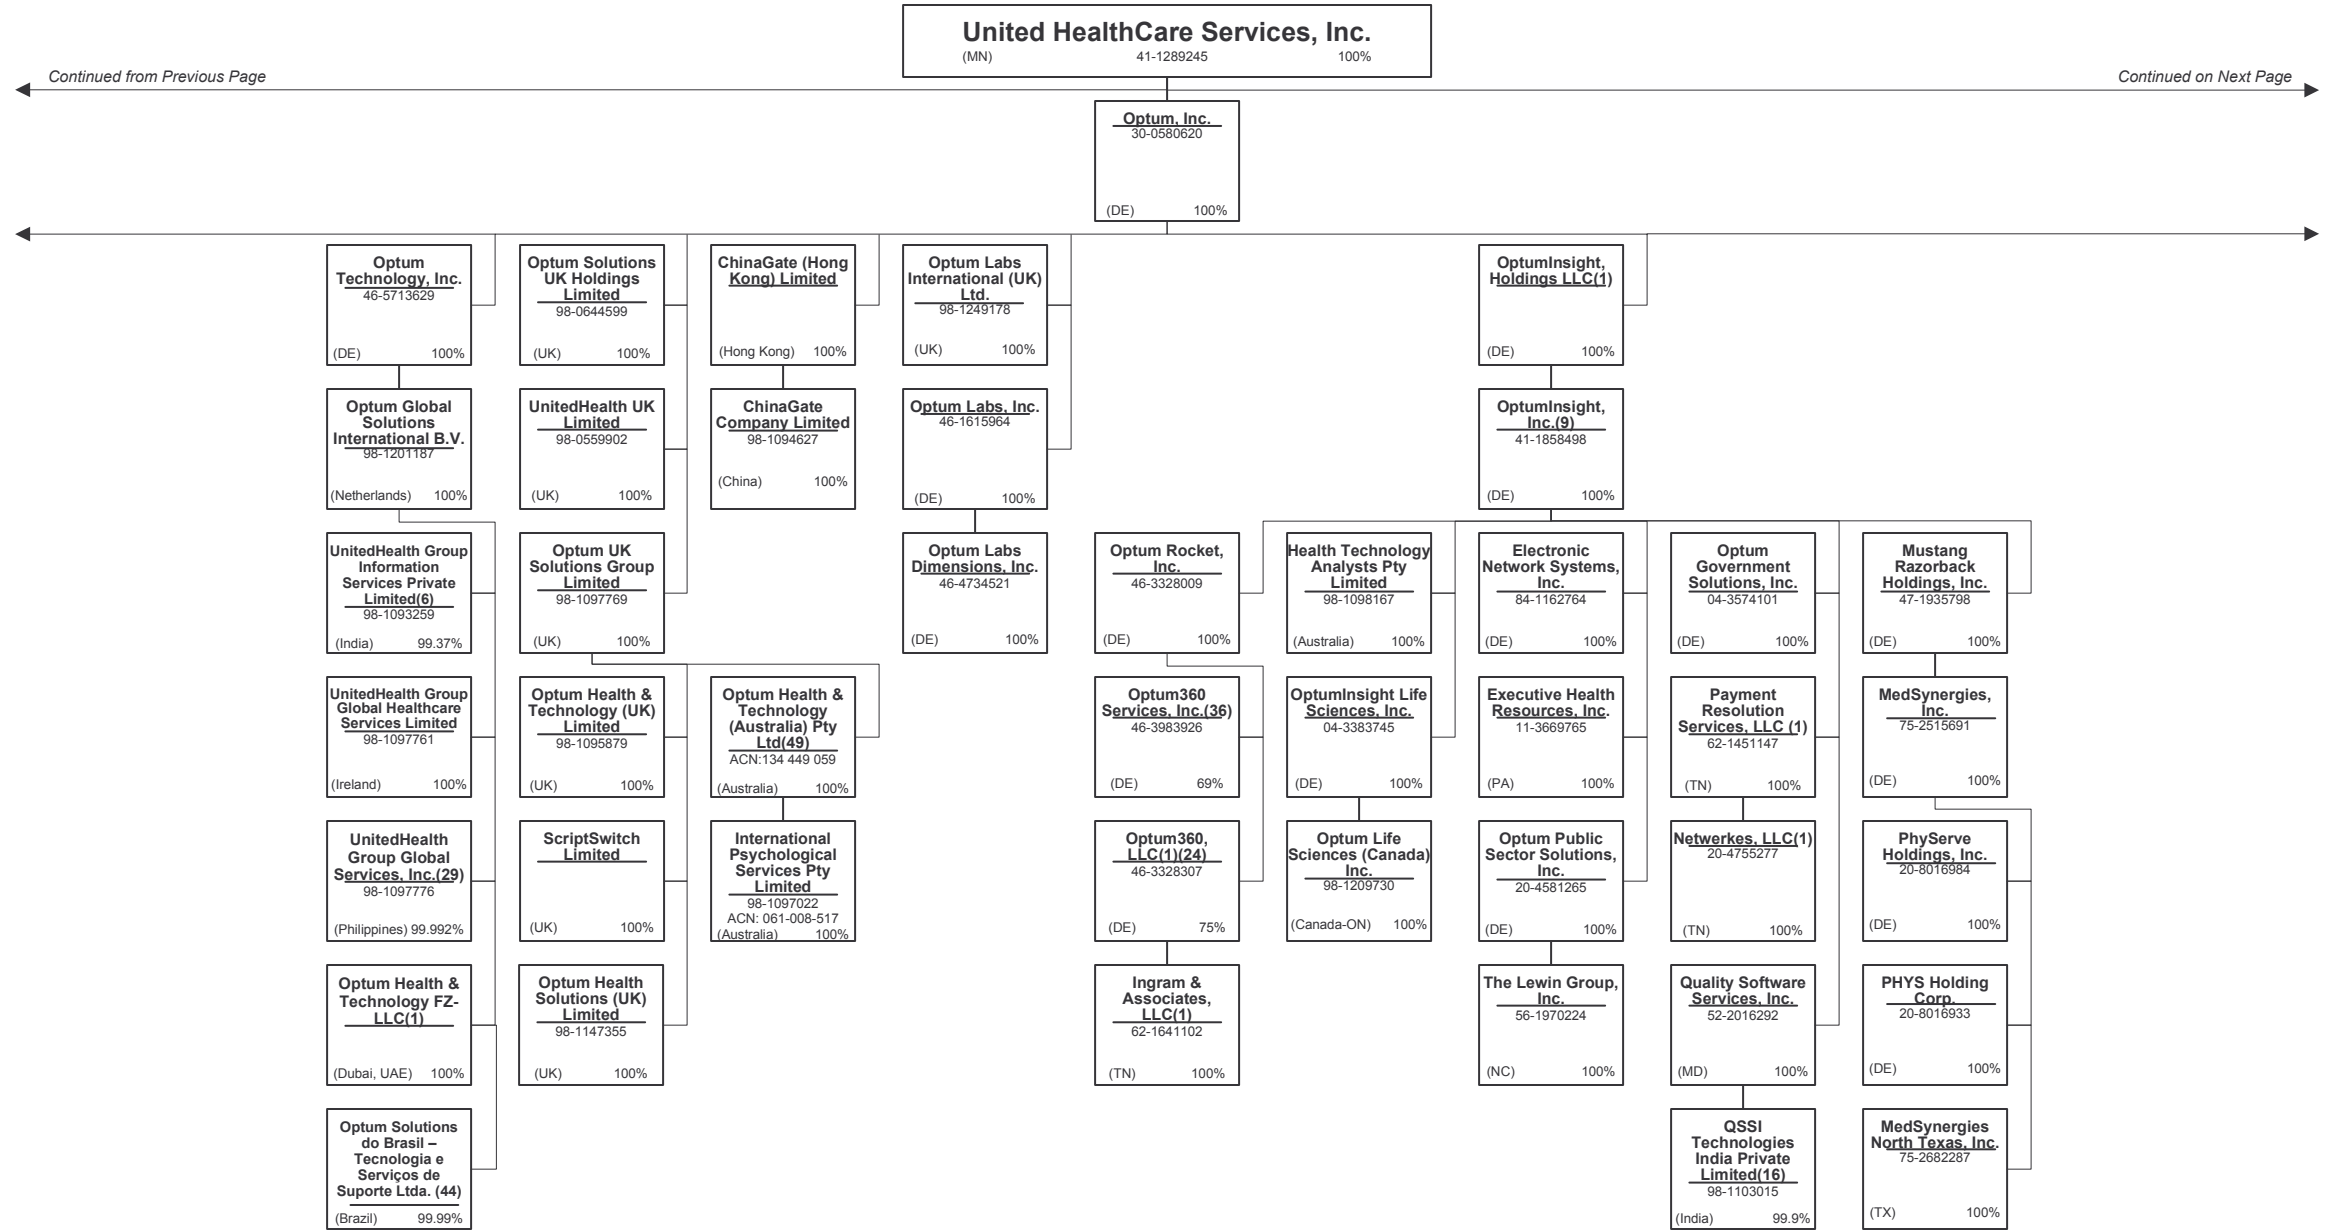 United HealthCare Services, Inc.
(MN) 41-1289245 100%
Continued from Previous Page
Continued on Next Page
Optum, Inc.
30-0580620
(DE) 100%
Optum
Technology, Inc.
46-5713629
(DE) 100%
Optum Solutions
UK Holdings
Limited
98-0644599
(UK) 100%
ChinaGate (Hong
Kong) Limited
(Hong Kong) 100%
Optum Labs
International (UK)
Ltd.
98-1249178
(UK) 100%
OptumInsight,
Holdings LLC(1)
(DE) 100%
Optum Global
Solutions
International B.V.
98-1201187
(Netherlands) 100%
UnitedHealth UK
Limited
98-0559902
(UK) 100%
ChinaGate
Company Limited
98-1094627
(China) 100%
Optum Labs, Inc.
46-1615964
(DE) 100%
OptumInsight,
Inc.(9)
41-1858498
(DE) 100%
UnitedHealth Group
Information
Services Private
Limited(6)
98-1093259
(India) 99.37%
Optum UK
Solutions Group
Limited
98-1097769
(UK) 100%
Optum Labs
Dimensions, Inc.
46-4734521
(DE) 100%
Optum Rocket,
Inc.
46-3328009
(DE) 100%
Health Technology
Analysts Pty
Limited
98-1098167
(Australia) 100%
Electronic
Network Systems,
Inc.
84-1162764
(DE) 100%
Optum
Government
Solutions, Inc.
04-3574101
(DE) 100%
Mustang
Razorback
Holdings, Inc.
47-1935798
(DE) 100%
UnitedHealth Group
Global Healthcare
Services Limited
98-1097761
(Ireland) 100%
Optum Health &
Technology (UK)
Limited
98-1095879
(UK) 100%
Optum Health &
Technology
(Australia) Pty
Ltd(49)
ACN:134 449 059
(Australia) 100%
Optum360
Services, Inc.(36)
46-3983926
(DE) 69%
OptumInsight Life
Sciences, Inc.
04-3383745
(DE) 100%
Executive Health
Resources, Inc.
11-3669765
(PA) 100%
Payment
Resolution
Services, LLC (1)
62-1451147
(TN) 100%
MedSynergies,
Inc.
75-2515691
(DE) 100%
UnitedHealth
Group Global
Services, Inc.(29)
98-1097776
(Philippines) 99.992%
ScriptSwitch
Limited
(UK) 100%
International
Psychological
Services Pty
Limited
98-1097022
ACN: 061-008-517
(Australia) 100%
Optum360,
LLC(1)(24)
46-3328307
(DE) 75%
Optum Life
Sciences (Canada)
Inc.
98-1209730
(Canada-ON) 100%
Optum Public
Sector Solutions,
Inc.
20-4581265
(DE) 100%
Netwerkes, LLC(1)
20-4755277
(TN) 100%
PhyServe
Holdings, Inc.
20-8016984
(DE) 100%
Optum Health &
Technology FZ-
LLC(1)
(Dubai, UAE) 100%
Optum Health
Solutions (UK)
Limited
98-1147355
(UK) 100%
Ingram &
Associates,
LLC(1)
62-1641102
(TN) 100%
The Lewin Group,
Inc.
56-1970224
(NC) 100%
Quality Software
Services, Inc.
52-2016292
(MD) 100%
PHYS Holding
Corp.
20-8016933
(DE) 100%
Optum Solutions
do Brasil –
Tecnologia e
Serviços de
Suporte Ltda. (44)
(Brazil) 99.99%
QSSI
Technologies
India Private
Limited(16)
98-1103015
(India) 99.9%
MedSynergies
North Texas, Inc.
75-2682287
(TX) 100%